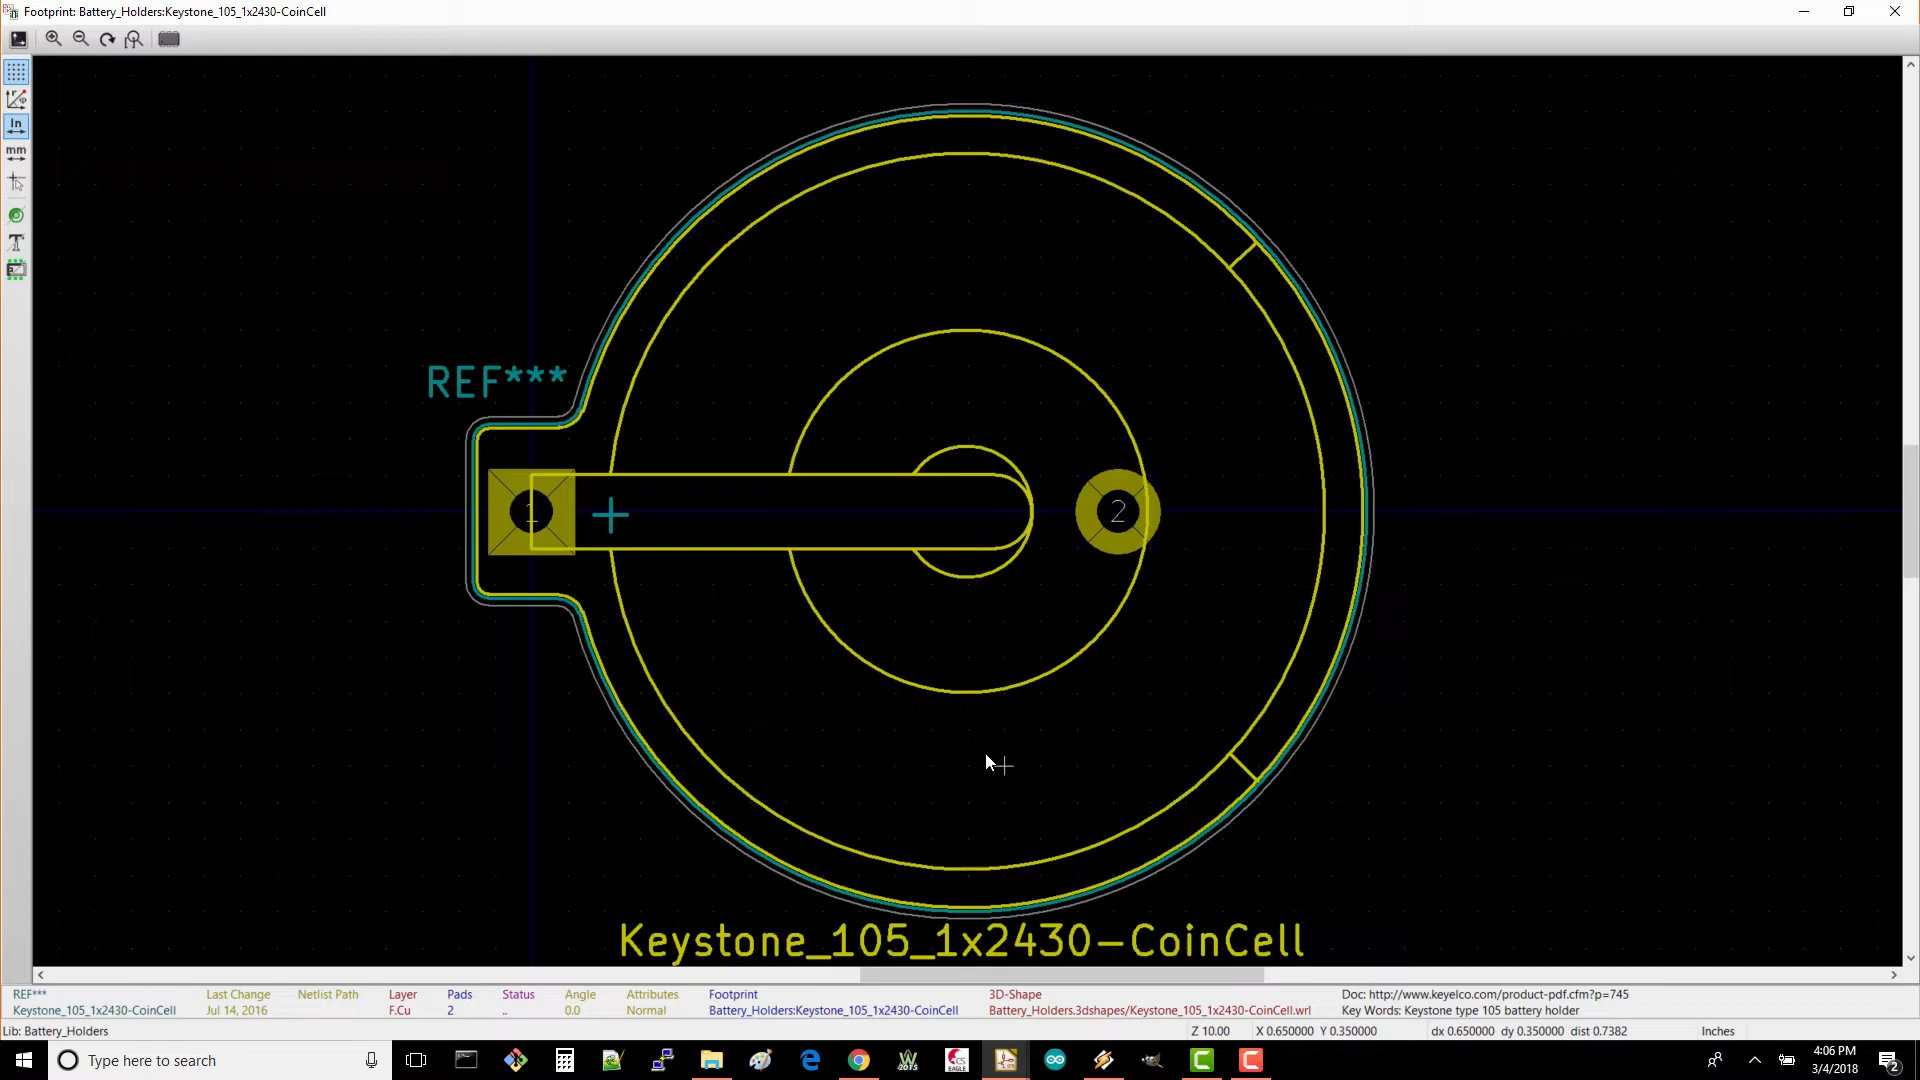 Footprint: Battery_Holders:Keystone_105_1x2430-CoinCell
In
mm
REF***
1
2
Keystone_105_1x2430-CoinCell
REF*** Last Change Netlist Path Layer Pads Status Angle Attributes Footprint 3D-Shape Doc: http://www.keyelco.com/product-pdf.cfm?p=745
Keystone_105_1x2430-CoinCell Jul 14, 2016 F.Cu 2 .. 0.0 Normal Battery_Holders:Keystone_105_1x2430-CoinCell Battery_Holders.3dshapes/Keystone_105_1x2430-CoinCell.wrl Key Words: Keystone type 105 battery holder
Lib: Battery_Holders Z 10.00 X 0.650000 Y 0.350000 dx 0.650000 dy 0.350000 dist 0.7382 Inches
Type here to search
W
2015
CS
EAGLE
C
C
4:06 PM
3/4/2018
2